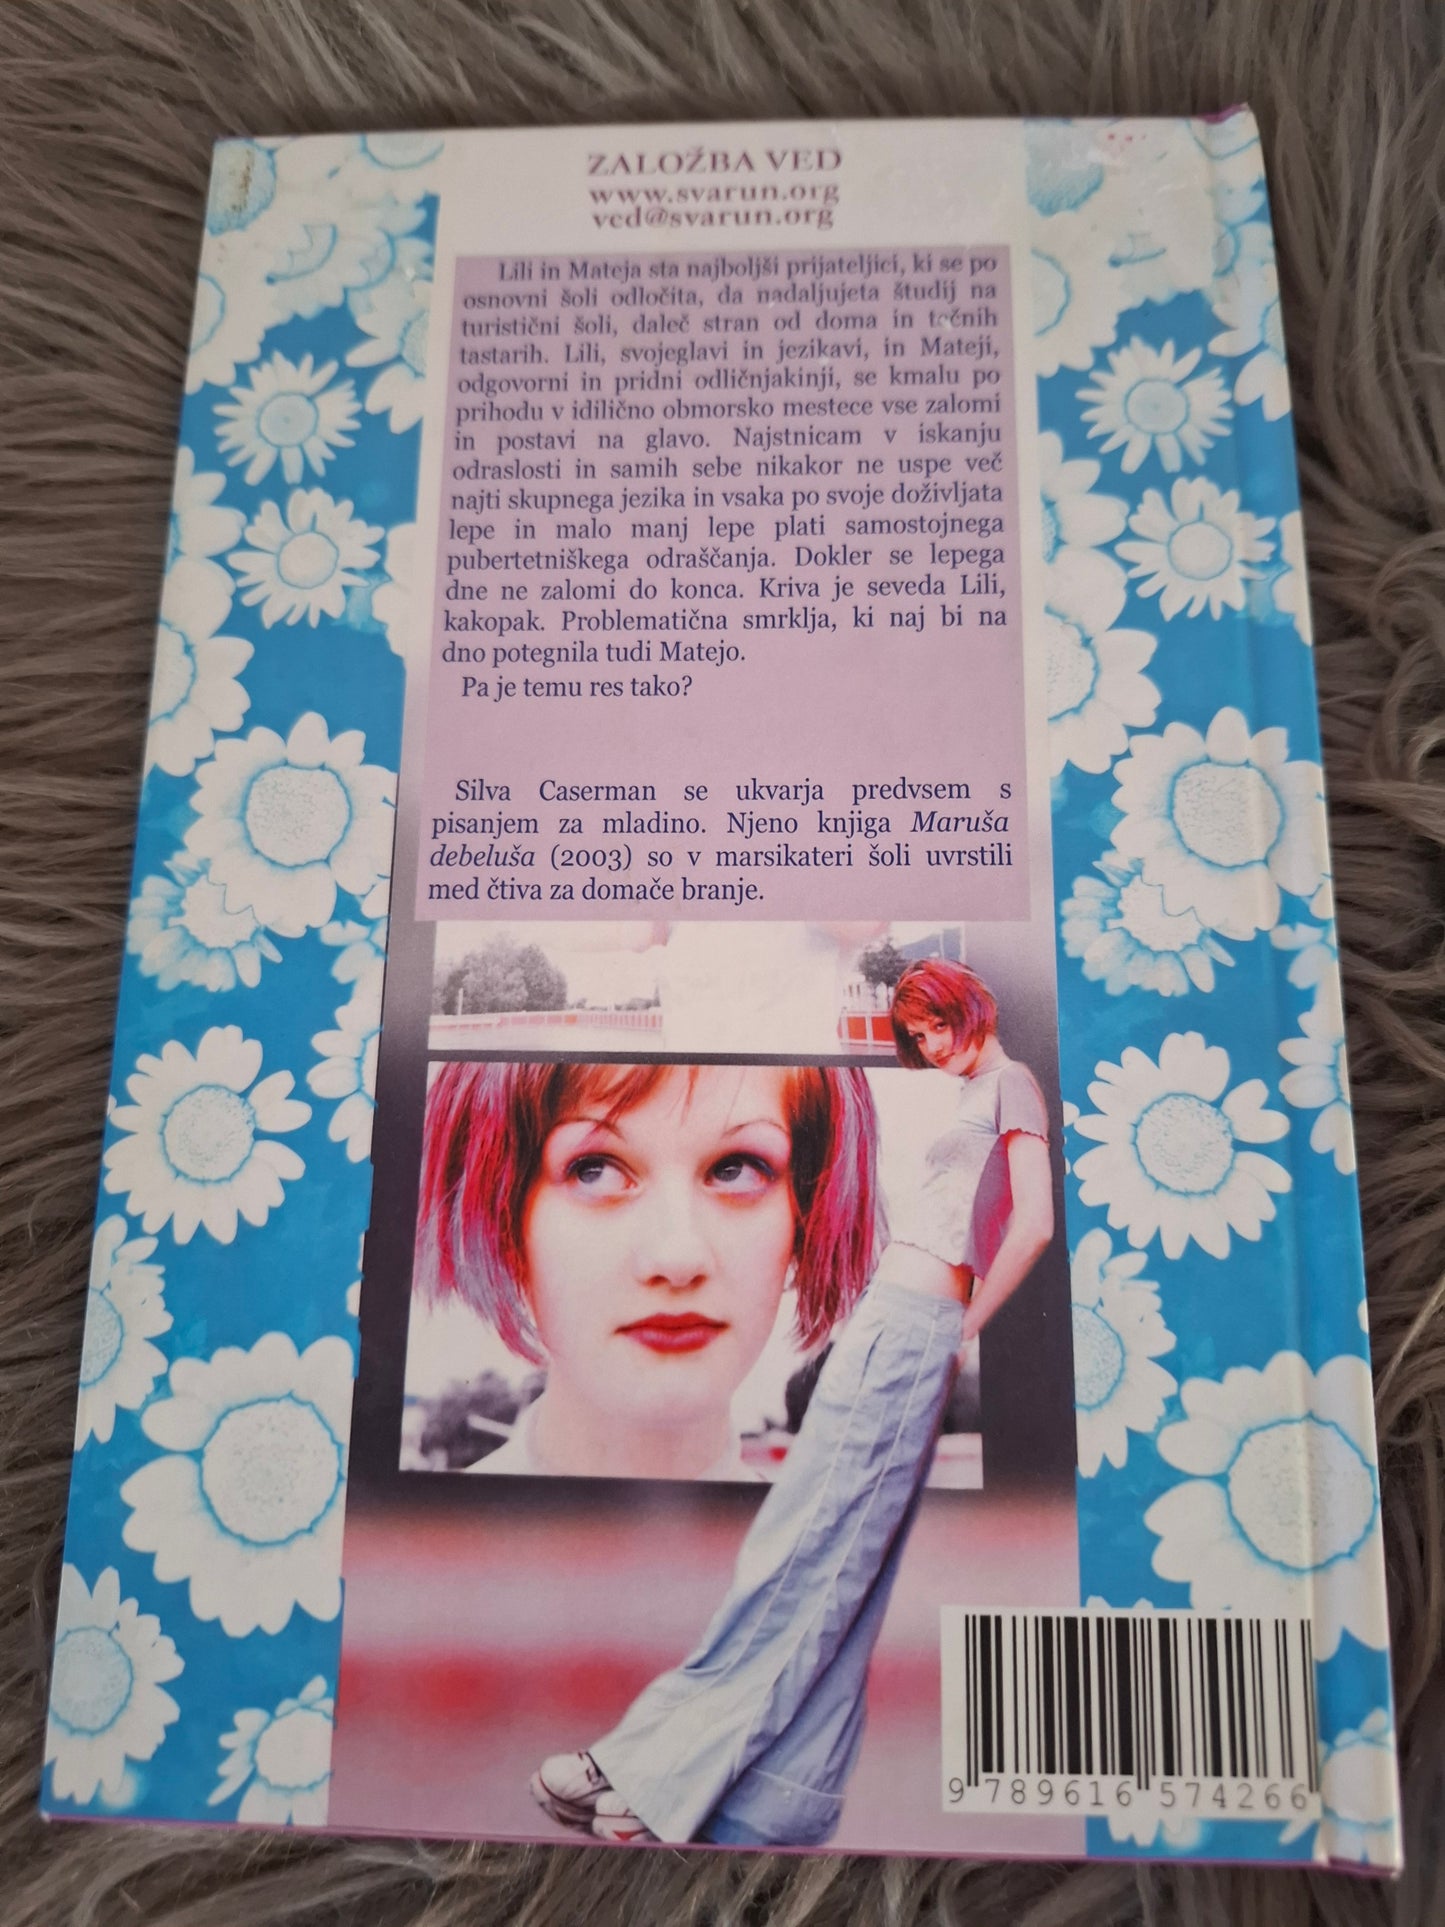 ZALOŽBA VED
www.svarun.org
ved@svarun.org
Lili in Mateja sta najboljši prijateljici, ki se po
osnovni šoli odločita, da nadaljujeta študij na
turistični šoli, daleč stran od doma in tečnih
tastarih. Lili, svojeglavi in jezikavi, in Mateji,
odgovorni in pridni odličnjakinji, se kmalu po
prihodu v idilično obmorsko mestece vse zalomi
in postavi na glavo. Najstnicam v iskanju
odraslosti in samih sebe nikakor ne uspe več
najti skupnega jezika in vsaka po svoje doživljata
lepe in malo manj lepe plati samostojnega
pubertetniškega odraščanja. Dokler se lepega
dne ne zalomi do konca. Kriva je seveda Lili,
kakopak. Problematična smrklja, ki naj bi na
dno potegnila tudi Matejo.
Pa je temu res tako?
Silva Caserman se ukvarja predvsem s
pisanjem za mladino. Njeno knjiga Maruša
debeluša (2003) so v marsikateri šoli uvrstili
med čtiva za domače branje.
9 789616 574266